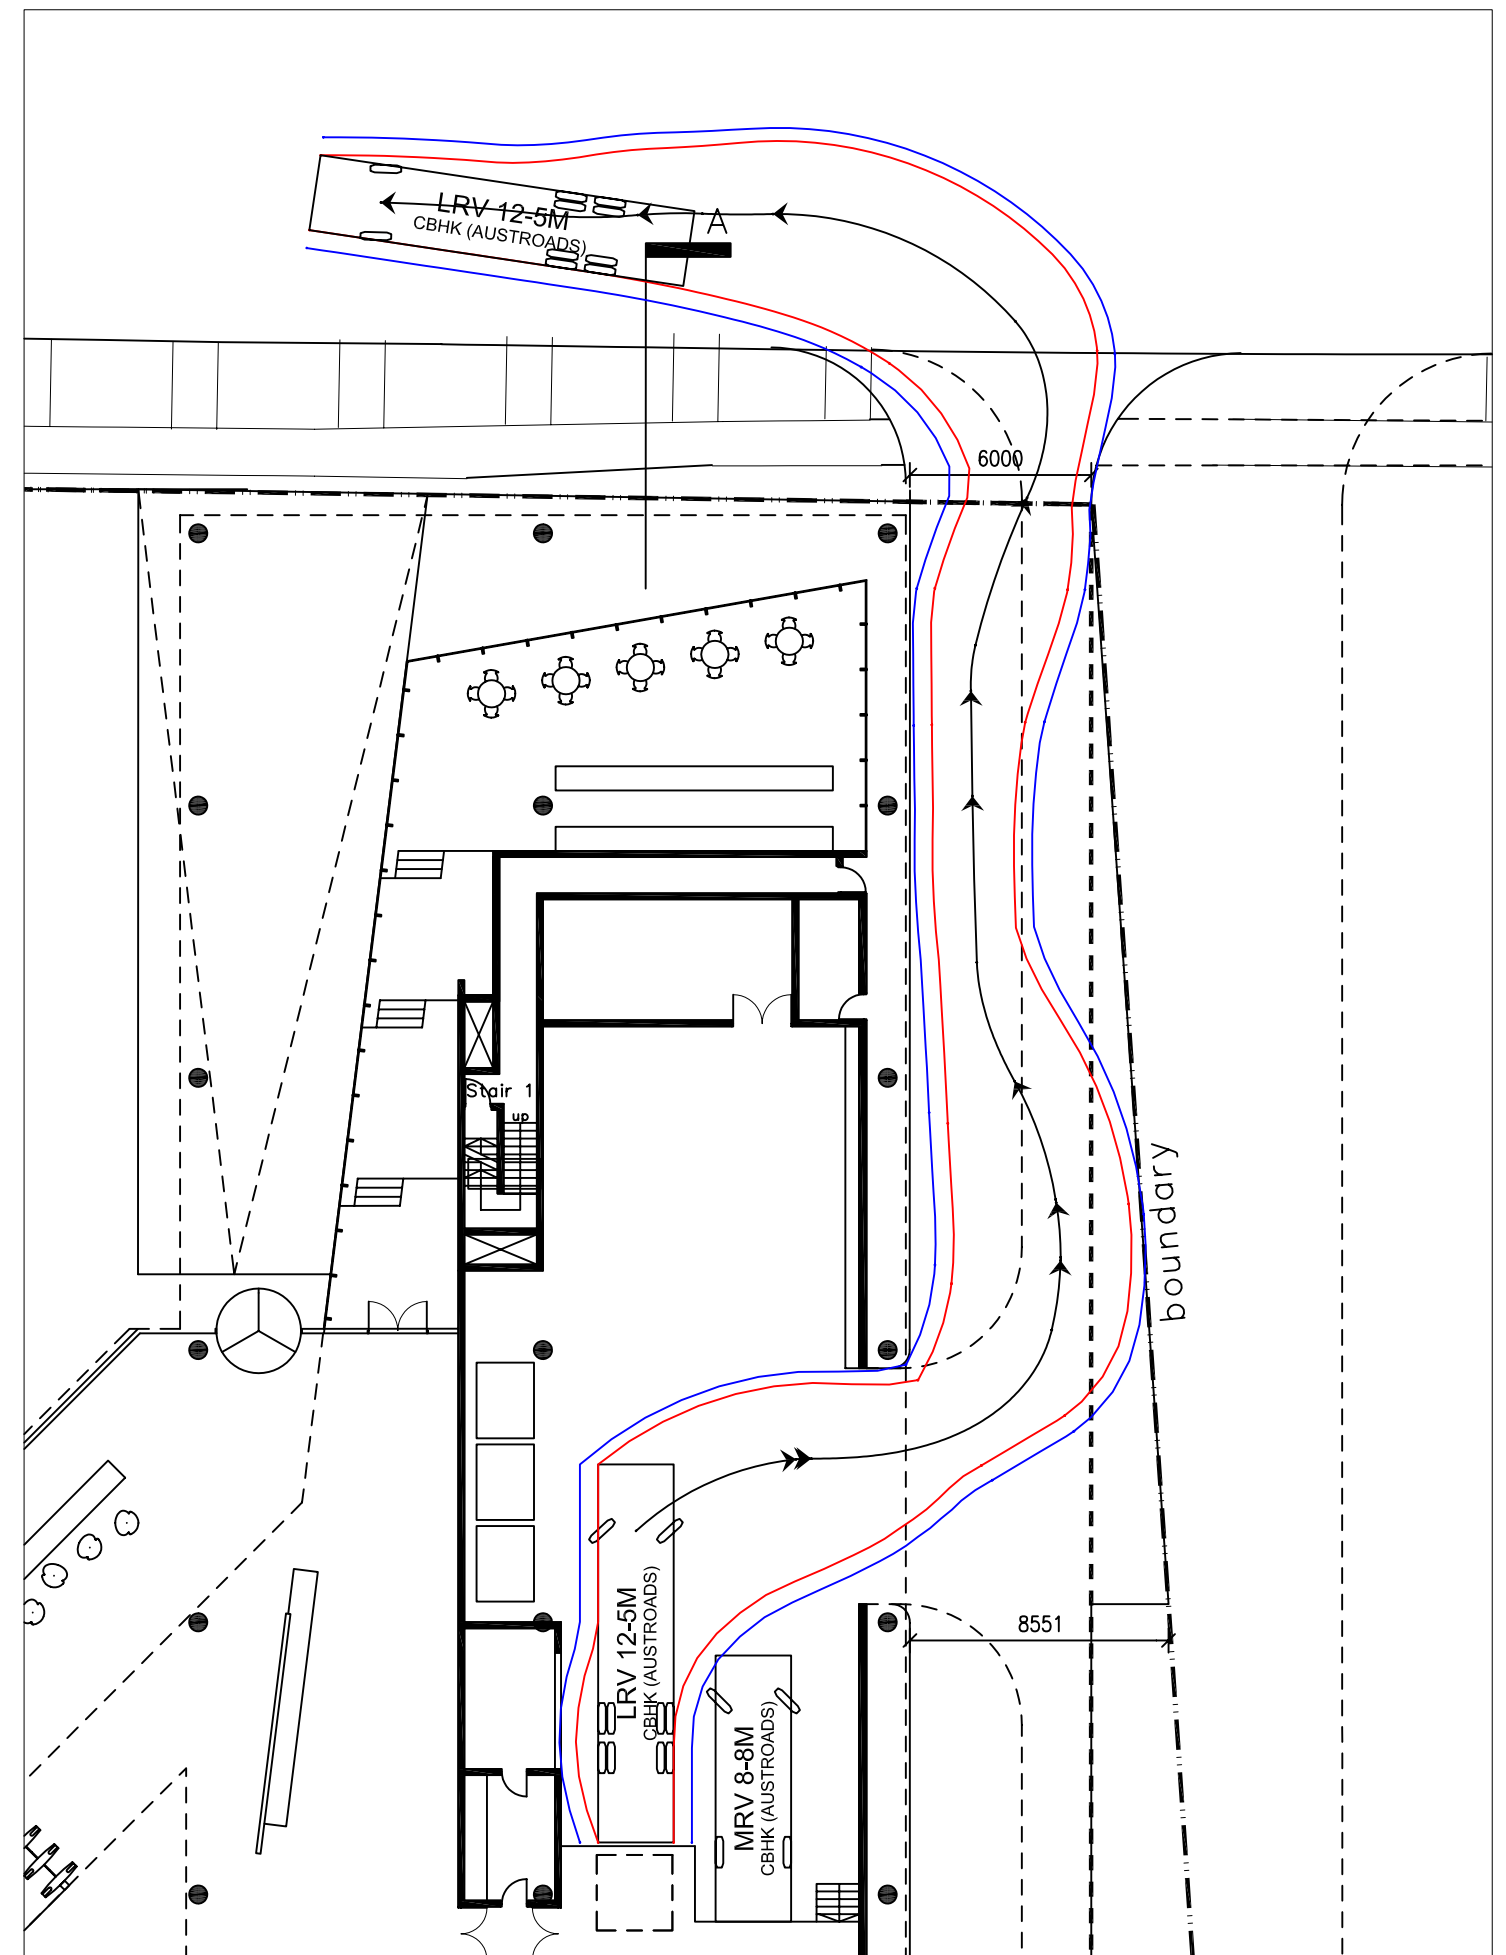 LRV 12-5M
CBHK (AUSTROADS)
A
6000
Stair 1
up
boundary
8551
LRV 12-5M
CBHK (AUSTROADS)
MRV 8-8M
CBHK (AUSTROADS)